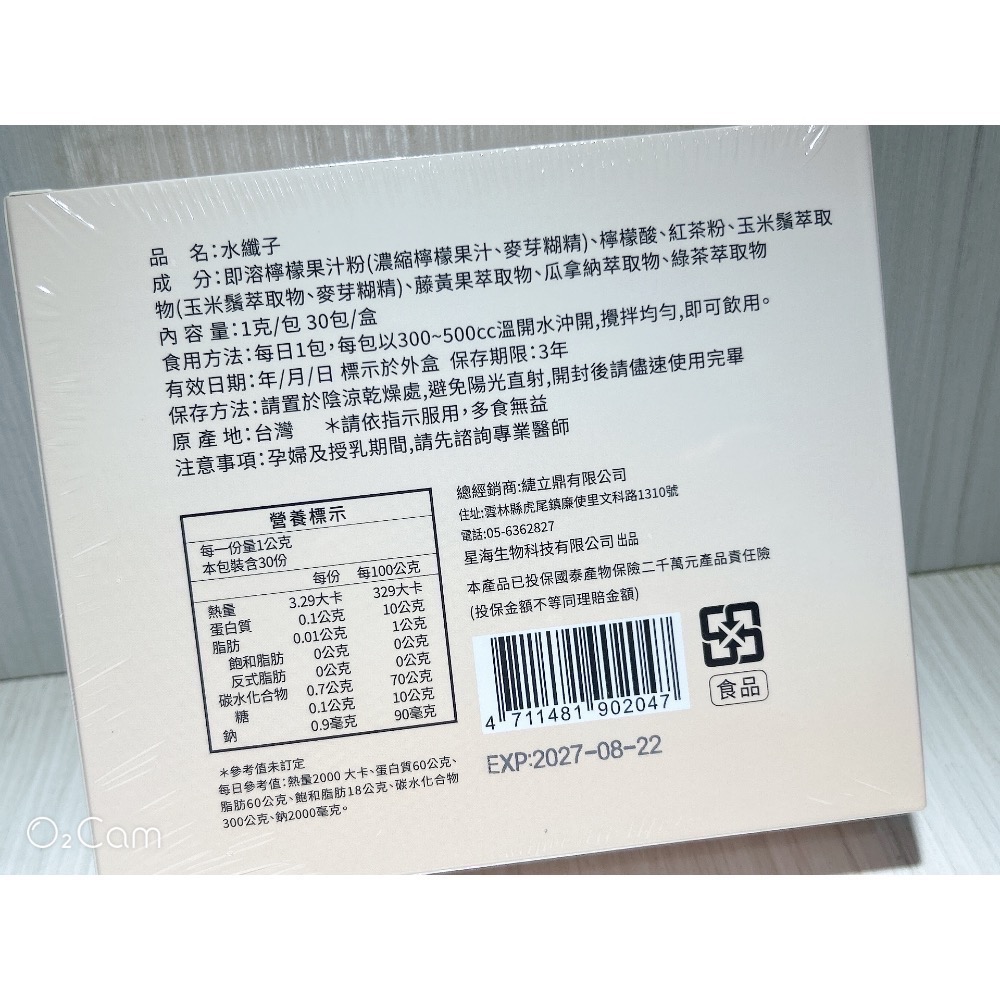 品 名:水纖子
成 分:即溶檸檬果汁粉(濃縮檸檬果汁、麥芽糊精)、檸檬酸、紅茶粉、玉米鬚萃取
物(玉米鬚萃取物、麥芽糊精)、藤黃果萃取物、瓜拿納萃取物、綠茶萃取物
內 容 量:1克/包 30包/盒
食用方法:每日1包,每包以300~500cc溫開水沖開,攪拌均勻,即可飲用。
有效日期:年/月/日 標示於外盒 保存期限:3年
保存方法:請置於陰涼乾燥處,避免陽光直射,開封後請儘速使用完畢
原 產 地:台灣 *請依指示服用,多食無益
注意事項:孕婦及授乳期間,請先諮詢專業醫師
營養標示
每一份量1公克
本包裝含30份
每份 每100公克
熱量 3.29大卡 329大卡
蛋白質 0.1公克 10公克
脂肪 0.01公克 1公克
飽和脂肪 0公克 0公克
反式脂肪 0公克 0公克
碳水化合物 0.7公克 70公克
糖 0.1公克 10公克
鈉 0.9毫克 90毫克
*參考值未訂定
每日參考值:熱量2000 大卡、蛋白質60公克、
脂肪60公克、飽和脂肪18公克、碳水化合物
300公克、鈉2000毫克。
總經銷商:緁立鼎有限公司
住址:雲林縣虎尾鎮廉使里文科路1310號
電話:05-6362827
星海生物科技有限公司 出品
本產品已投保國泰產物保險二千萬元產品責任險
(投保金額不等同理賠金額)
4 711481 902047
食品
EXP:2027-08-22
O2Cam